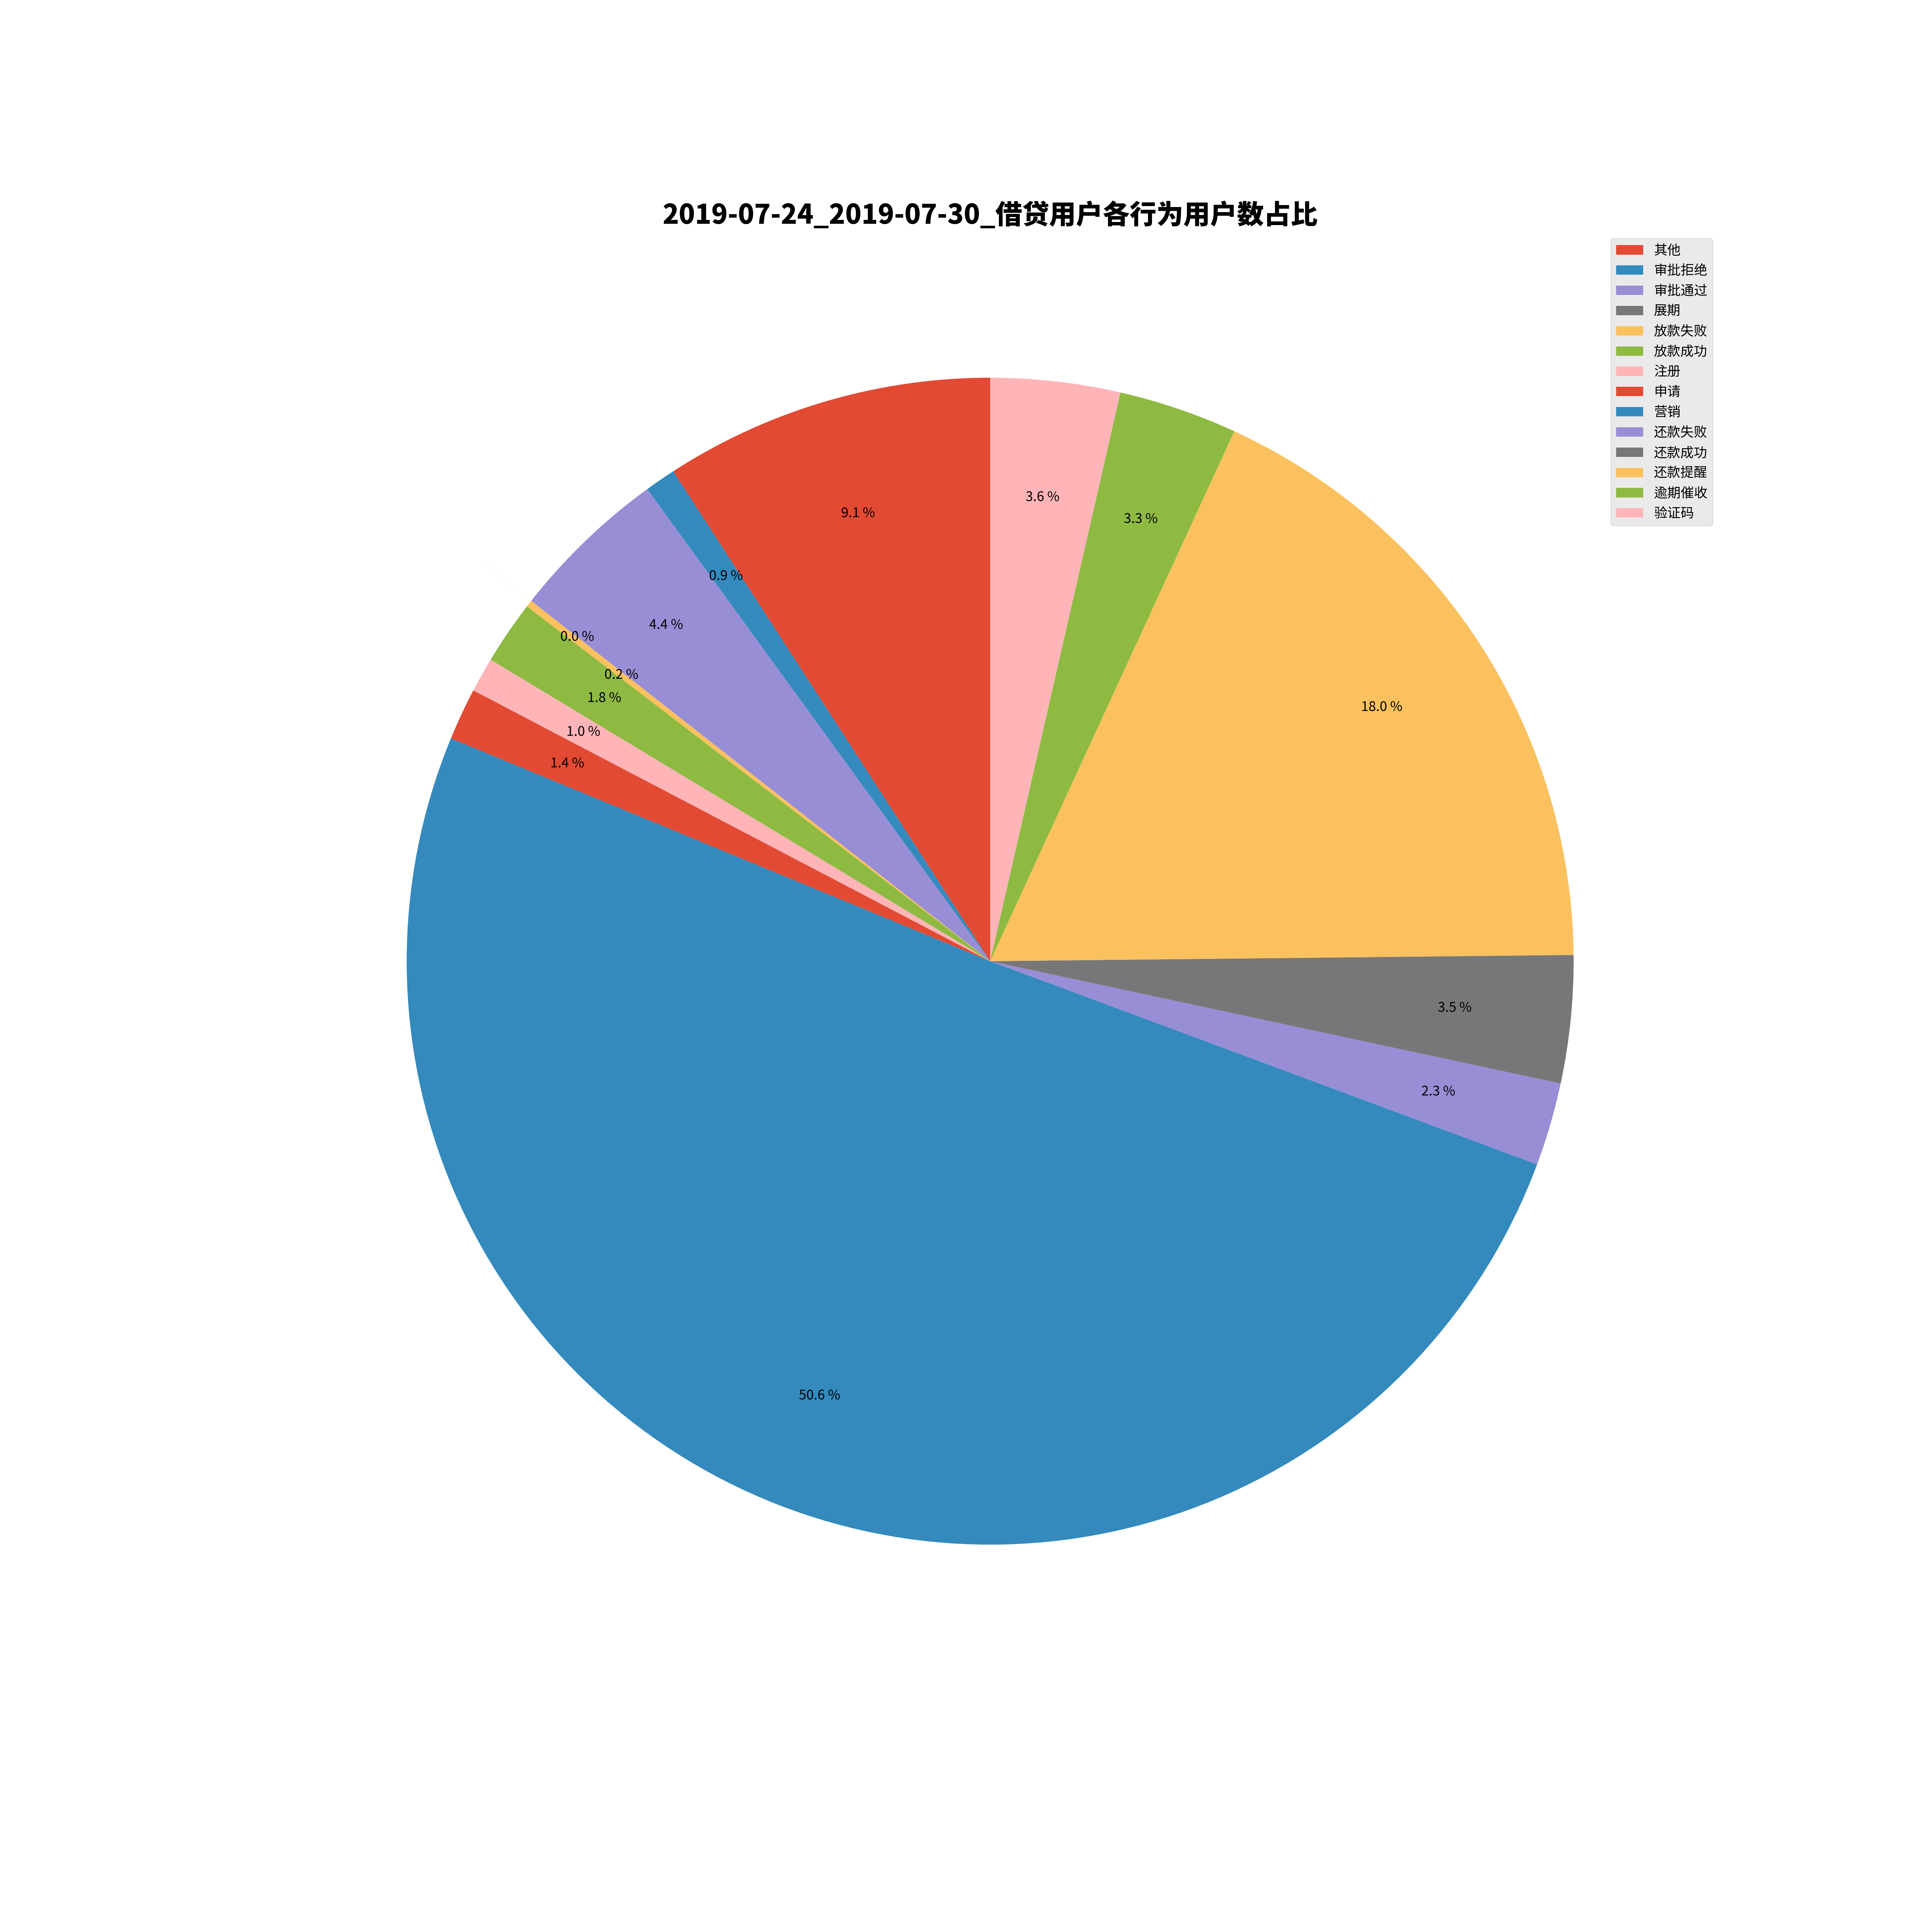 2019-07-24_2019-07-30_借贷用户各行为用户数占比
其他
审批拒绝
审批通过
展期
放款失败
放款成功
注册
申请
营销
还款失败
还款成功
还款提醒
逾期催收
验证码
3.6 %
9.1 %
3.3 %
0.9 %
4.4 %
0.0 %
0.2 %
1.8 %
18.0 %
1.0 %
1.4 %
3.5 %
2.3 %
50.6 %